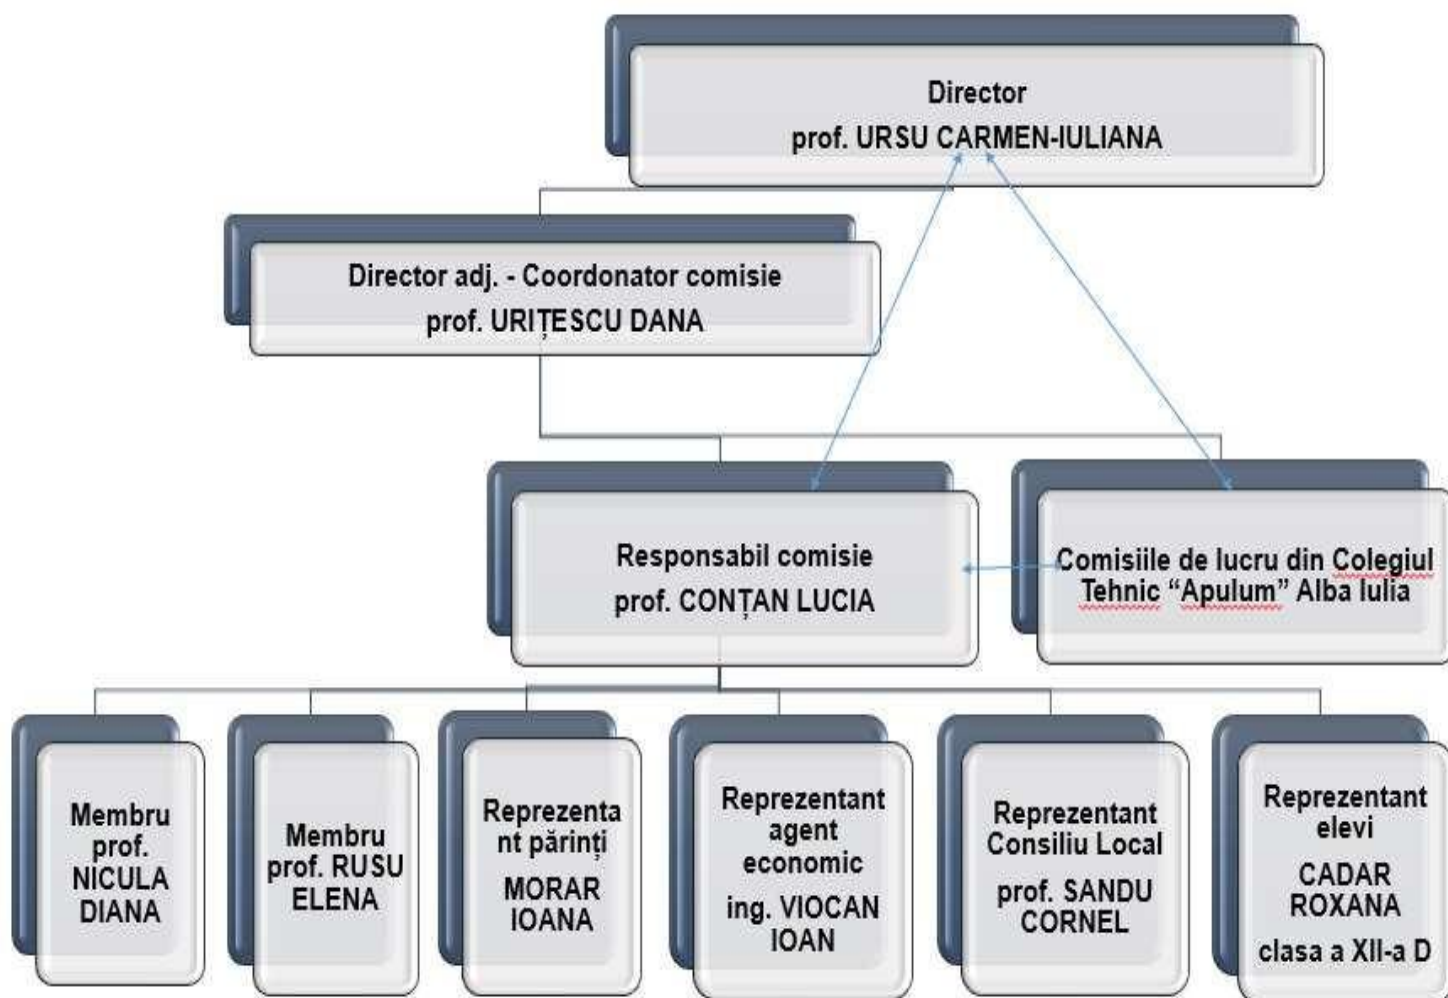 Director
prof. URSU CARMEN-IULIANA
Director adj. - Coordonator comisie
prof. URIȚESCU DANA
Responsabil comisie
prof. CONȚAN LUCIA
Comisiile de lucru din Colegiul
Tehnic “Apulum” Alba Iulia
Membru
prof.
NICULA
DIANA
Membru
prof. RUSU
ELENA
Reprezenta
nt părinți
MORAR
IOANA
Reprezentant
agent
economic
ing. VIOCAN
IOAN
Reprezentant
Consiliu Local
prof. SANDU
CORNEL
Reprezentant
elevi
CADAR
ROXANA
clasa a XII-a D